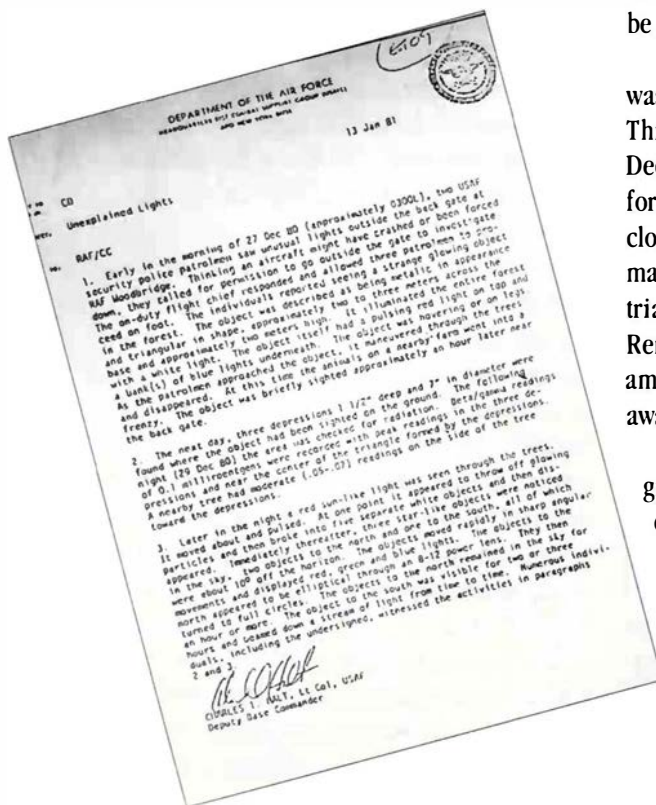 DEPARTMENT OF THE AIR FORCE
13 Jan 81
CD
Unexplained Lights
RAF/CC
1. Early in the morning of 27 Dec 80 (approximately 0300L), two USAF
security police patrolmen saw unusual lights outside the back gate at
RAF Woodbridge. Thinking an aircraft might have crashed or been forced
down, they called for permission to go outside the gate to investigate.
The on-duty flight chief responded and allowed three patrolmen to pro-
ceed on foot. The individuals reported seeing a strange glowing object
in the forest. The object was described as being metalic in appearance
and triangular in shape, approximately two to three meters across the
base and approximately two meters high. It illuminated the entire forest
with a white light. The object itself had a pulsing red light on top and
a bank(s) of blue lights underneath. The object was hovering or on legs.
As the patrolmen approached the object, it maneuvered through the trees
and disappeared. At this time the animals on a nearby farm went into a
frenzy. The object was briefly sighted approximately an hour later near
the back gate.
2. The next day, three depressions 1 1/2" deep and 7" in diameter were
found where the object had been sighted on the ground. The following
night (29 Dec 80) the area was checked for radiation. Beta/gamma readings
of 0.1 milliroentgens were recorded with peak readings in the three de-
pressions and near the center of the triangle formed by the depressions.
A nearby tree had moderate (.05-.07) readings on the side of the tree
toward the depressions.
3. Later in the night a red sun-like light was seen through the trees.
It moved about and pulsed. At one point it appeared to throw off glowing
particles and then broke into five separate white objects and then dis-
appeared. Immediately thereafter, three star-like objects were noticed
in the sky, two objects to the north and one to the south, all of which
were about 10° off the horizon. The objects moved rapidly in sharp angular
movements and displayed red, green and blue lights. The objects to the
north appeared to be elliptical through an 8-12 power lens. They then
turned to full circles. The objects to the north remained in the sky for
an hour or more. The object to the south was visible for two or three
hours and beamed down a stream of light from time to time. Numerous indivi-
duals, including the undersigned, witnessed the activities in paragraphs
2 and 3.
CHARLES I. HALT, Lt Col, USAF
Deputy Base Commander
be
was
Th
Dec
for
clo
ma
tria
Ren
am
awa
g